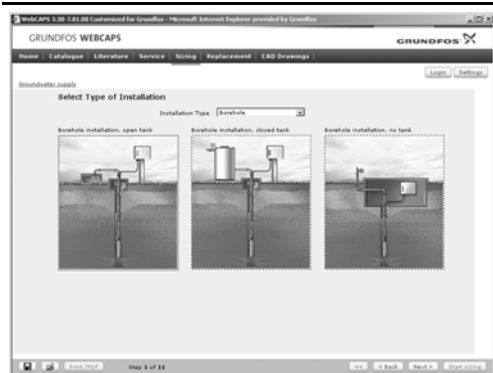 WebCAPS 3.30-7.01.00 Customized for Grundfos - Microsoft Internet Explorer provided by Grundfos
GRUNDFOS WEBCAPS
GRUNDFOS
Home Catalogue Literature Service Sizing Replacement CAD Drawings
Login Settings
Groundwater supply
Select Type of Installation
Installation Type Borehole
Borehole installation, open tank Borehole installation, closed tank Borehole installation, no tank
Print/PDF Step 1 of 11 << < Back Next > Start sizing